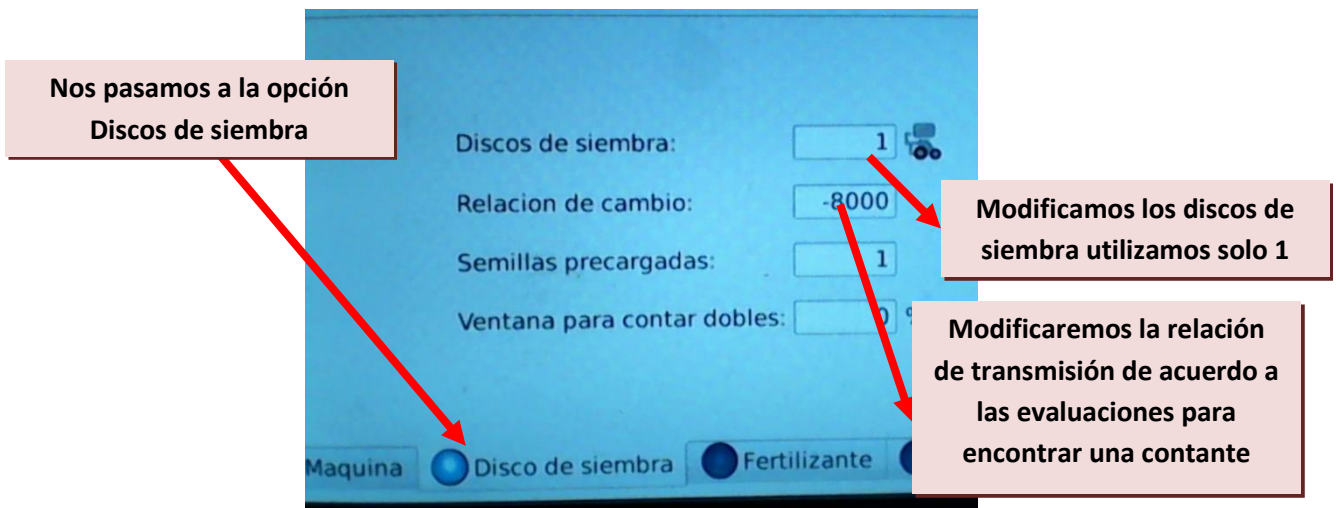 Nos pasamos a la opción
Discos de siembra
Discos de siembra: 1
Relacion de cambio: -8000
Modificamos los discos de
siembra utilizamos solo 1
Semillas precargadas: 1
Ventana para contar dobles:
Modificaremos la relación
de transmisión de acuerdo a
las evaluaciones para
encontrar una contante
Maquina Disco de siembra Fertilizante